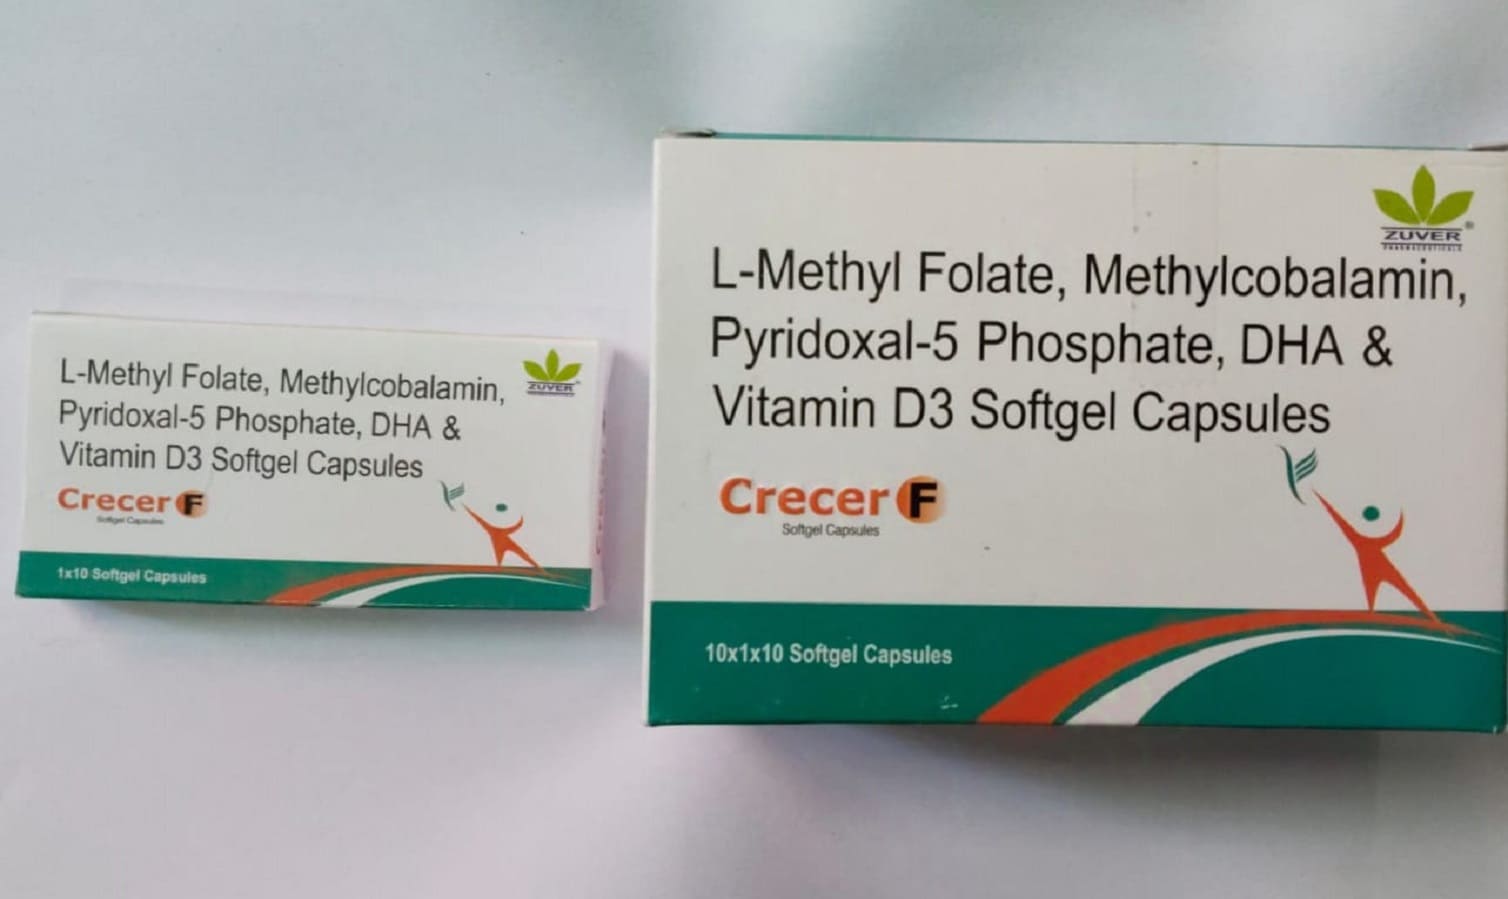 L-Methyl Folate, Methylcobalamin,
Pyridoxal-5 Phosphate, DHA &
Vitamin D3 Softgel Capsules
ZUVER
Crecer F
Softgel Capsules
1x10 Softgel Capsules
ZUVER
PHARMACEUTICALS
L-Methyl Folate, Methylcobalamin,
Pyridoxal-5 Phosphate, DHA &
Vitamin D3 Softgel Capsules
Crecer F
Softgel Capsules
10x1x10 Softgel Capsules